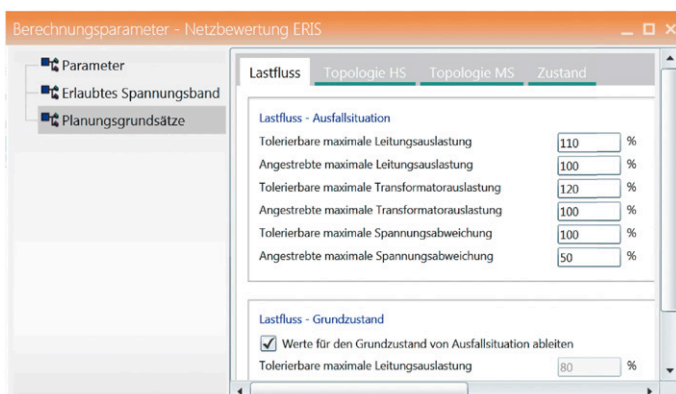 Berechnungsparameter - Netzbewertung ERIS
Parameter
Erlaubtes Spannungsband
Planungsgrundsätze
Lastfluss Topologie HS Topologie MS Zustand
Lastfluss - Ausfallsituation
Tolerierbare maximale Leitungsauslastung 110 %
Angestrebte maximale Leitungsauslastung 100 %
Tolerierbare maximale Transformatorauslastung 120 %
Angestrebte maximale Transformatorauslastung 100 %
Tolerierbare maximale Spannungsabweichung 100 %
Angestrebte maximale Spannungsabweichung 50 %
Lastfluss - Grundzustand
Werte für den Grundzustand von Ausfallsituation ableiten
Tolerierbare maximale Leitungsauslastung 80 %